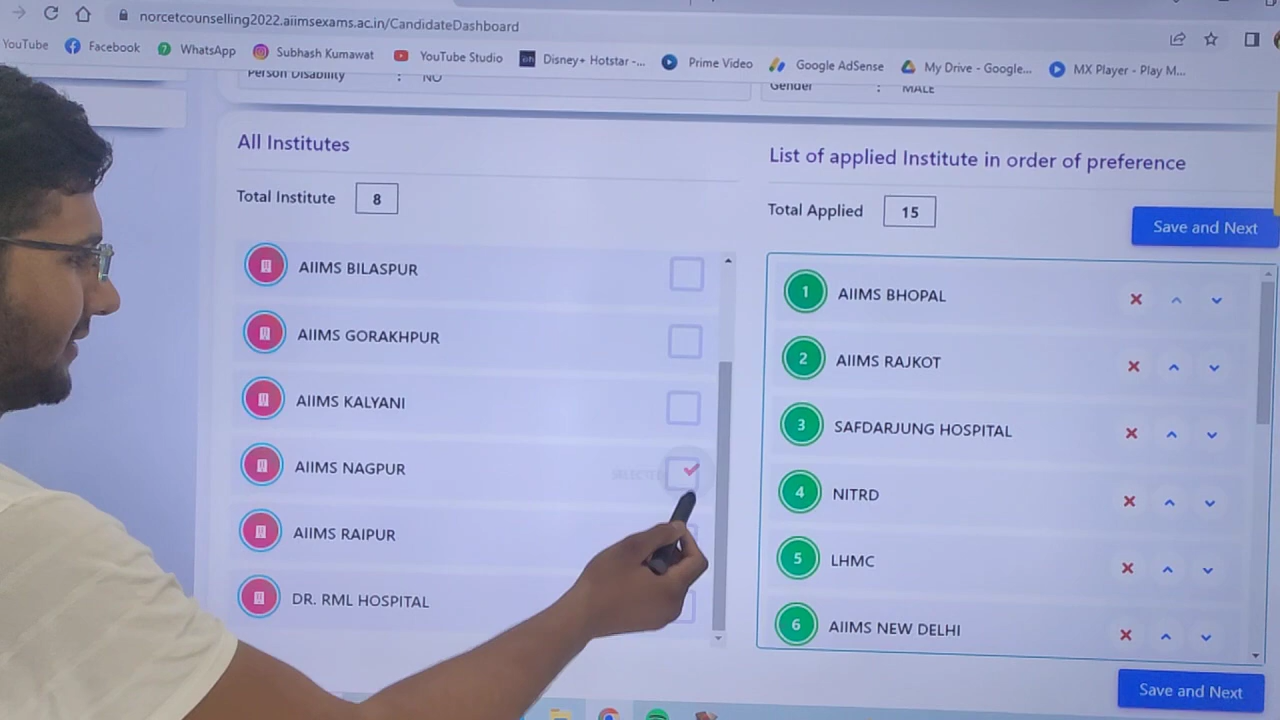 norcetcounselling2022.aiimsexams.ac.in/CandidateDashboard
YouTube
Facebook
WhatsApp
Subhash Kumawat
YouTube Studio
Disney+ Hotstar -...
Prime Video
Google AdSense
My Drive - Google...
MX Player - Play M...
Person Disability : NO
Gender : MALE
All Institutes
Total Institute 8
AIIMS BILASPUR
AIIMS GORAKHPUR
AIIMS KALYANI
AIIMS NAGPUR
SELECTED
AIIMS RAIPUR
DR. RML HOSPITAL
List of applied Institute in order of preference
Total Applied 15
Save and Next
1 AIIMS BHOPAL
2 AIIMS RAJKOT
3 SAFDARJUNG HOSPITAL
4 NITRD
5 LHMC
6 AIIMS NEW DELHI
Save and Next